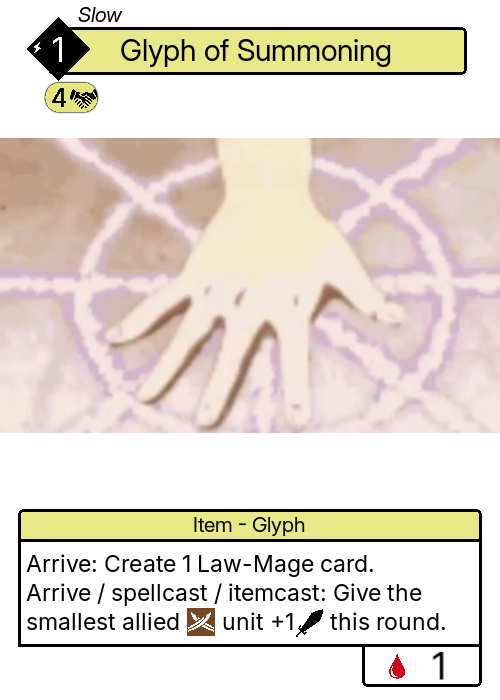 Slow
1
Glyph of Summoning
4
Item - Glyph
Arrive: Create 1 Law-Mage card.
Arrive / spellcast / itemcast: Give the
smallest allied unit +1 this round.
1